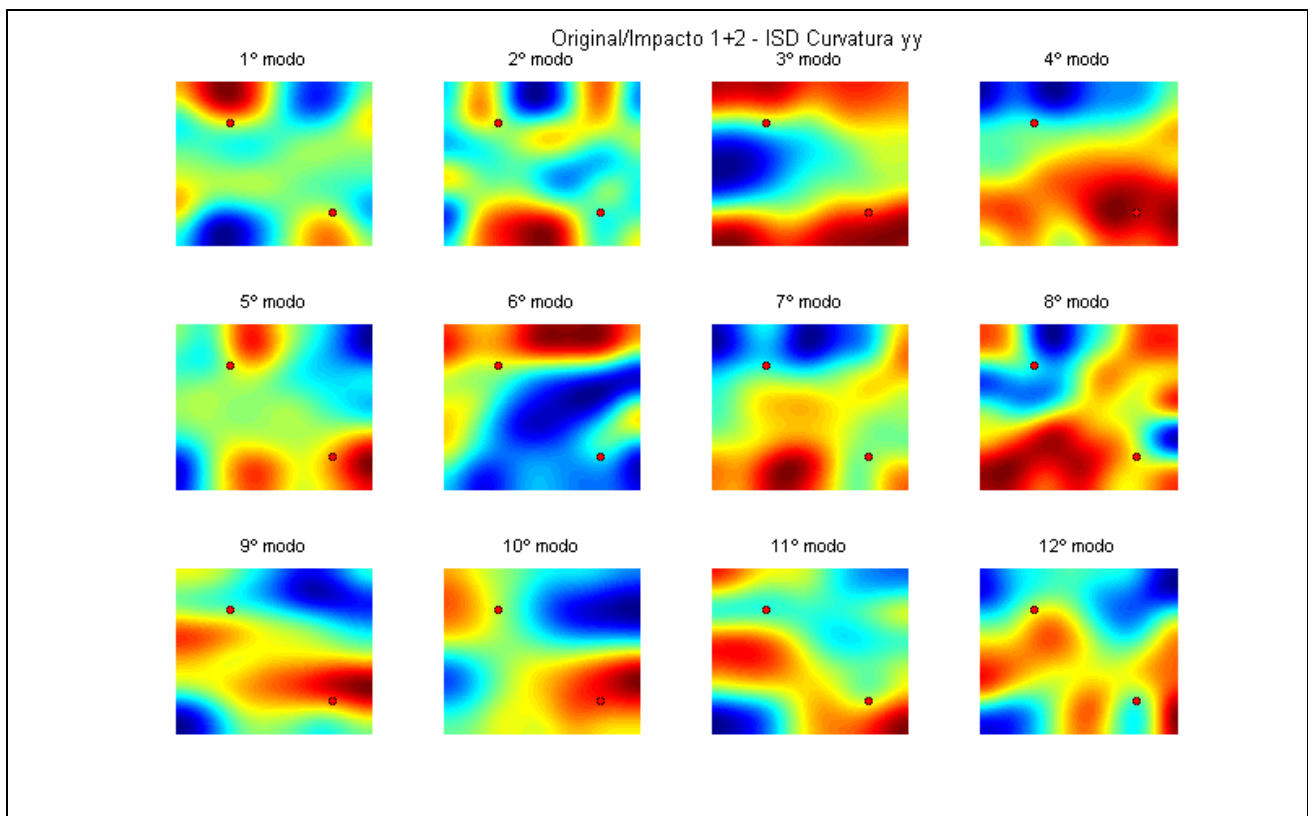 Original/Impacto 1+2 - ISD Curvatura yy
1º modo
2º modo
3º modo
4º modo
5º modo
6º modo
7º modo
8º modo
9º modo
10º modo
11º modo
12º modo